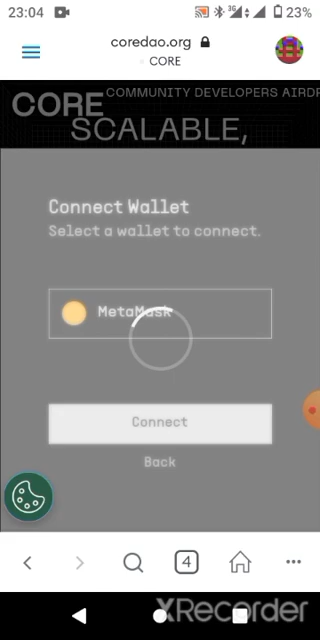 23:04 3G 23%
coredao.org
CORE
CORE COMMUNITY DEVELOPERS AIRDR
SCALABLE,
Connect Wallet
Select a wallet to connect.
MetaMask
Connect
Back
4
XRecorder